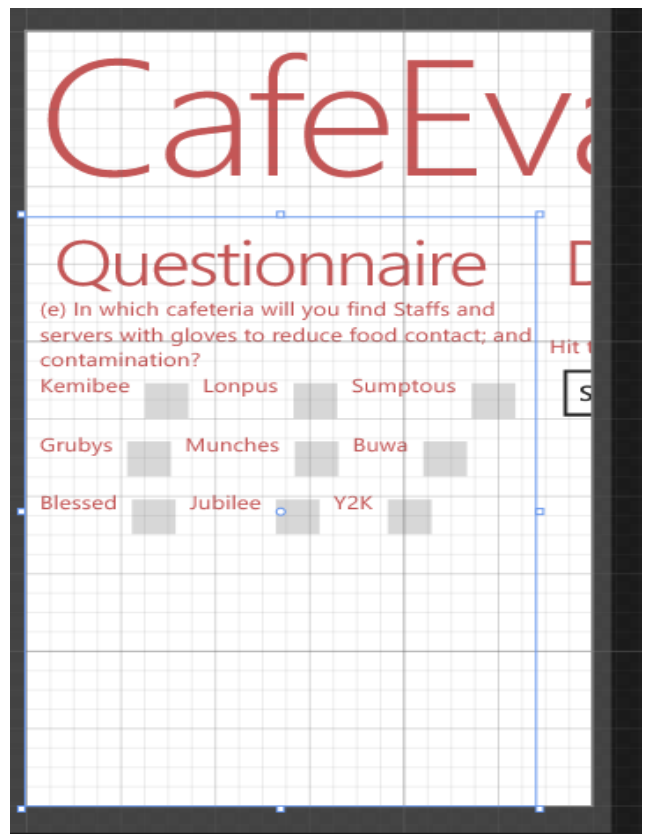 CafeEva
Questionnaire
D
(e) In which cafeteria will you find Staffs and
servers with gloves to reduce food contact; and
contamination?
Hit t
Kemibee Lonpus Sumptous
S
Grubys Munches Buwa
Blessed Jubilee Y2K